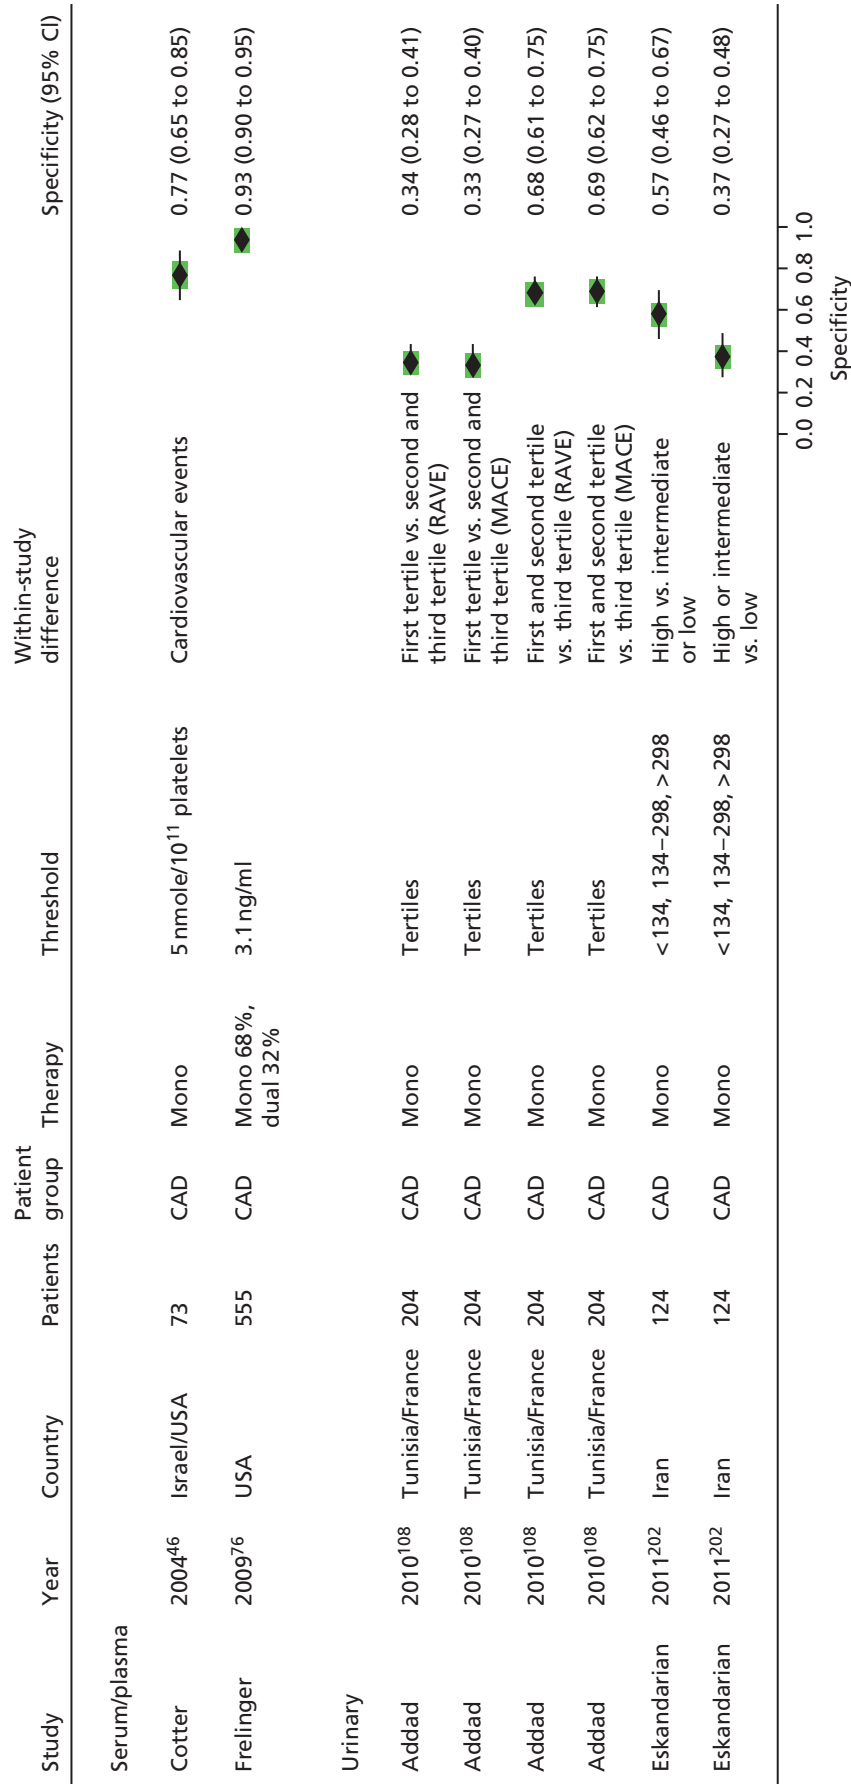 Study Year Country Patients Patient group Therapy Threshold Within-study difference Specificity (95% CI)
Serum/plasma
Cotter 2004⁴⁶ Israel/USA 73 CAD Mono 5 nmole/10¹¹ platelets Cardiovascular events 0.77 (0.65 to 0.85)
Frelinger 2009⁷⁶ USA 555 CAD Mono 68%, dual 32% 3.1 ng/ml 0.93 (0.90 to 0.95)
Urinary
Addad 2010¹⁰⁸ Tunisia/France 204 CAD Mono Tertiles First tertile vs. second and third tertile (RAVE) 0.34 (0.28 to 0.41)
Addad 2010¹⁰⁸ Tunisia/France 204 CAD Mono Tertiles First tertile vs. second and third tertile (MACE) 0.33 (0.27 to 0.40)
Addad 2010¹⁰⁸ Tunisia/France 204 CAD Mono Tertiles First and second tertile vs. third tertile (RAVE) 0.68 (0.61 to 0.75)
Addad 2010¹⁰⁸ Tunisia/France 204 CAD Mono Tertiles First and second tertile vs. third tertile (MACE) 0.69 (0.62 to 0.75)
Eskandarian 2011²⁰² Iran 124 CAD Mono <134, 134–298, >298 High vs. intermediate or low 0.57 (0.46 to 0.67)
Eskandarian 2011²⁰² Iran 124 CAD Mono <134, 134–298, >298 High or intermediate vs. low 0.37 (0.27 to 0.48)
0.0 0.2 0.4 0.6 0.8 1.0
Specificity